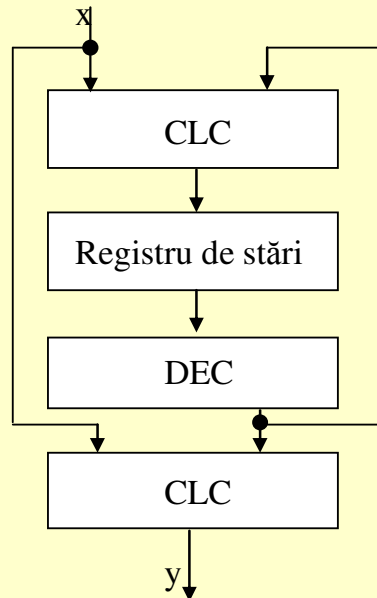 x
CLC
Registru de stări
DEC
CLC
y